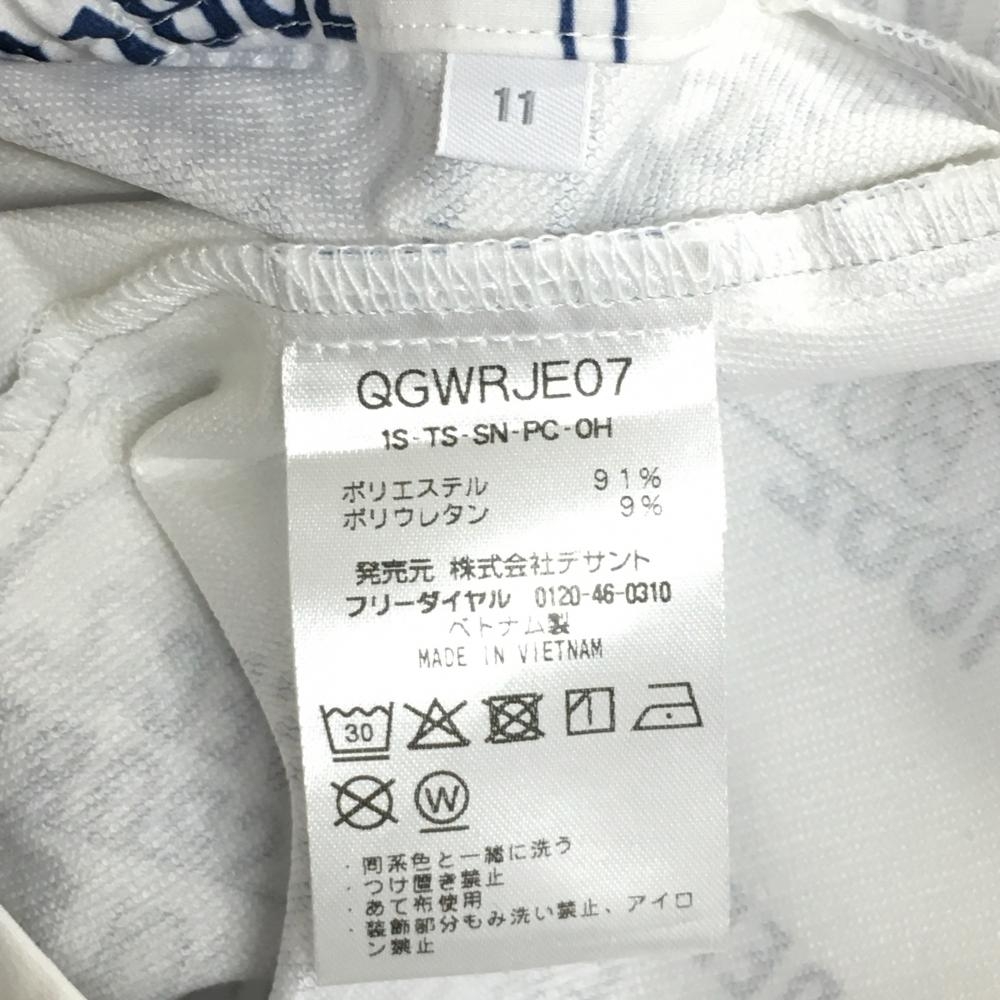 11
QGWRJE07
1S-TS-SN-PC-OH
ポリエステル 91%
ポリウレタン 9%
発売元 株式会社デサント
フリーダイヤル 0120-46-0310
ベトナム製
MADE IN VIETNAM
30
W
・同系色と一緒に洗う
・つけ置き禁止
・あて布使用
・装飾部分もみ洗い禁止、アイロ
ン禁止